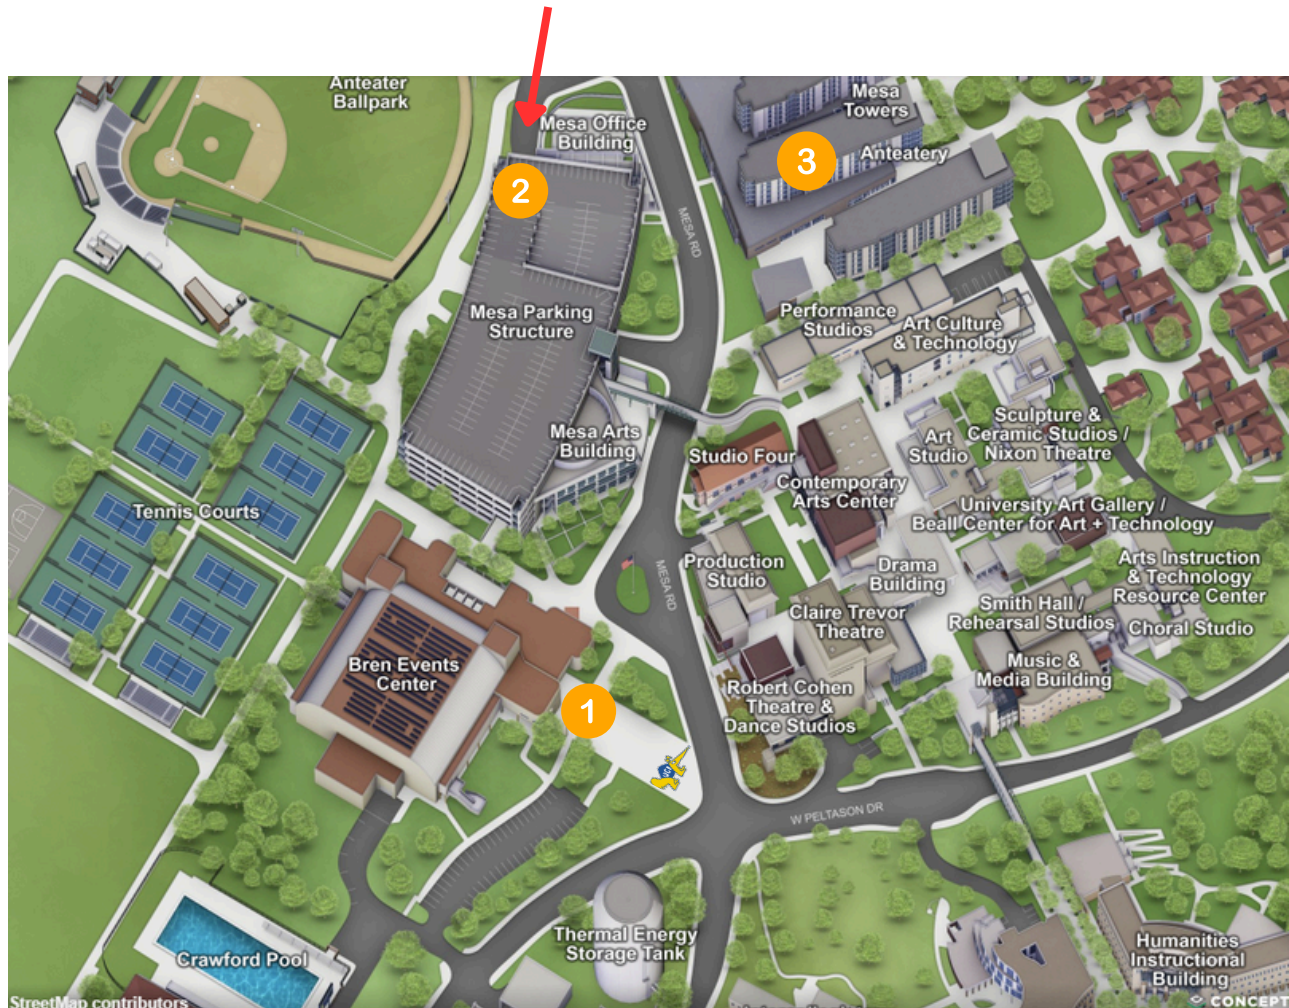 Anteater
Ballpark
Mesa Office
Building
Mesa
Towers
Anteatery
3
2
MESA RD
Mesa Parking
Structure
Performance
Studios
Art Culture
& Technology
Mesa Arts
Building
Studio Four
Art
Studio
Sculpture &
Ceramic Studios /
Nixon Theatre
Contemporary
Arts Center
Tennis Courts
University Art Gallery /
Beall Center for Art + Technology
Production
Studio
MESA RD
Drama
Building
Arts Instruction
& Technology
Resource Center
Claire Trevor
Theatre
Smith Hall /
Rehearsal Studios
Choral Studio
Bren Events
Center
Music &
Media Building
1
Robert Cohen
Theatre &
Dance Studios
W PELTASON DR
Thermal Energy
Storage Tank
Crawford Pool
Humanities
Instructional
Building
StreetMap contributors
CONCEPT